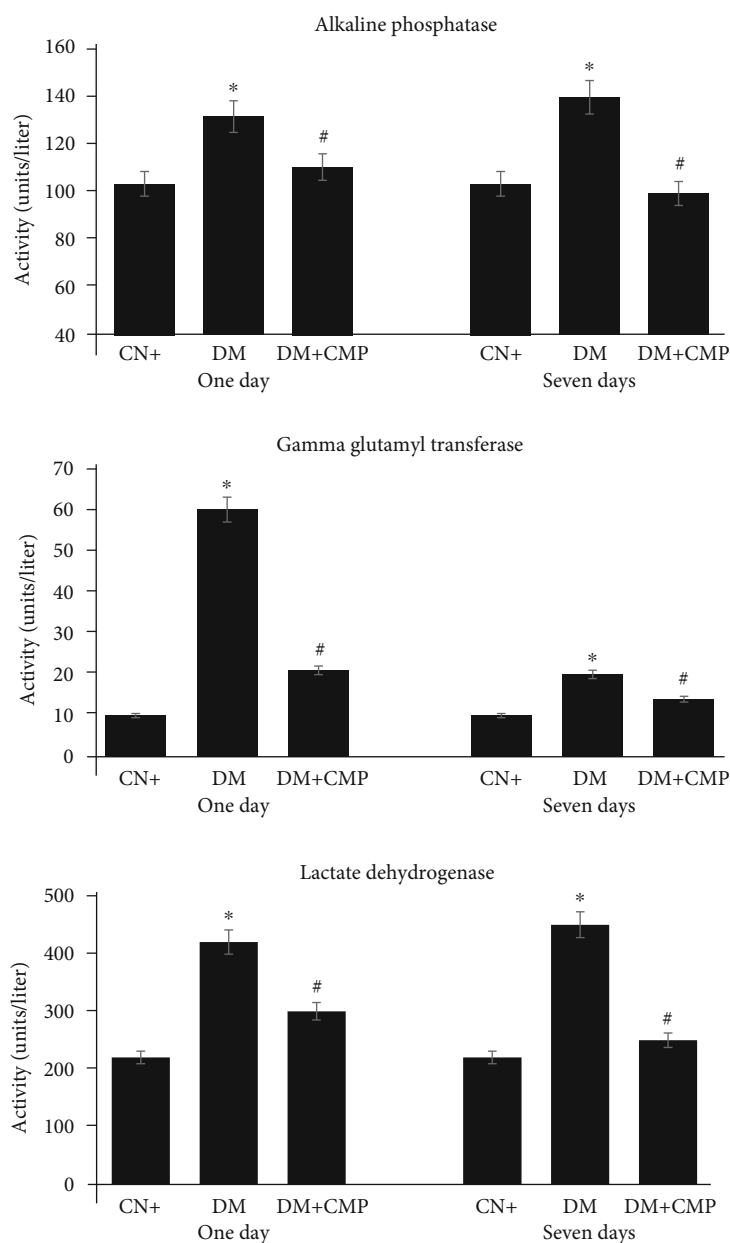 Alkaline phosphatase
Activity (units/liter)
160
140
120
100
80
60
40
*
#
*
#
CN+ DM DM+CMP CN+ DM DM+CMP
One day Seven days
Gamma glutamyl transferase
Activity (units/liter)
70
60
50
40
30
20
10
0
*
#
*
#
CN+ DM DM+CMP CN+ DM DM+CMP
One day Seven days
Lactate dehydrogenase
Activity (units/liter)
500
400
300
200
100
0
*
#
*
#
CN+ DM DM+CMP CN+ DM DM+CMP
One day Seven days